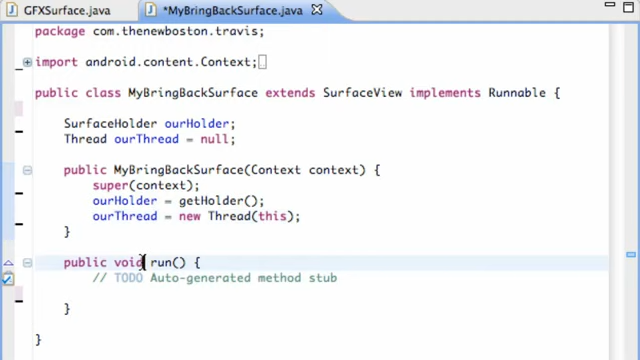 GFXSurface.java
*MyBringBackSurface.java
package com.thenewboston.travis;
import android.content.Context;
public class MyBringBackSurface extends SurfaceView implements Runnable {
SurfaceHolder ourHolder;
Thread ourThread = null;
public MyBringBackSurface(Context context) {
super(context);
ourHolder = getHolder();
ourThread = new Thread(this);
}
public void run() {
// TODO Auto-generated method stub
}
}